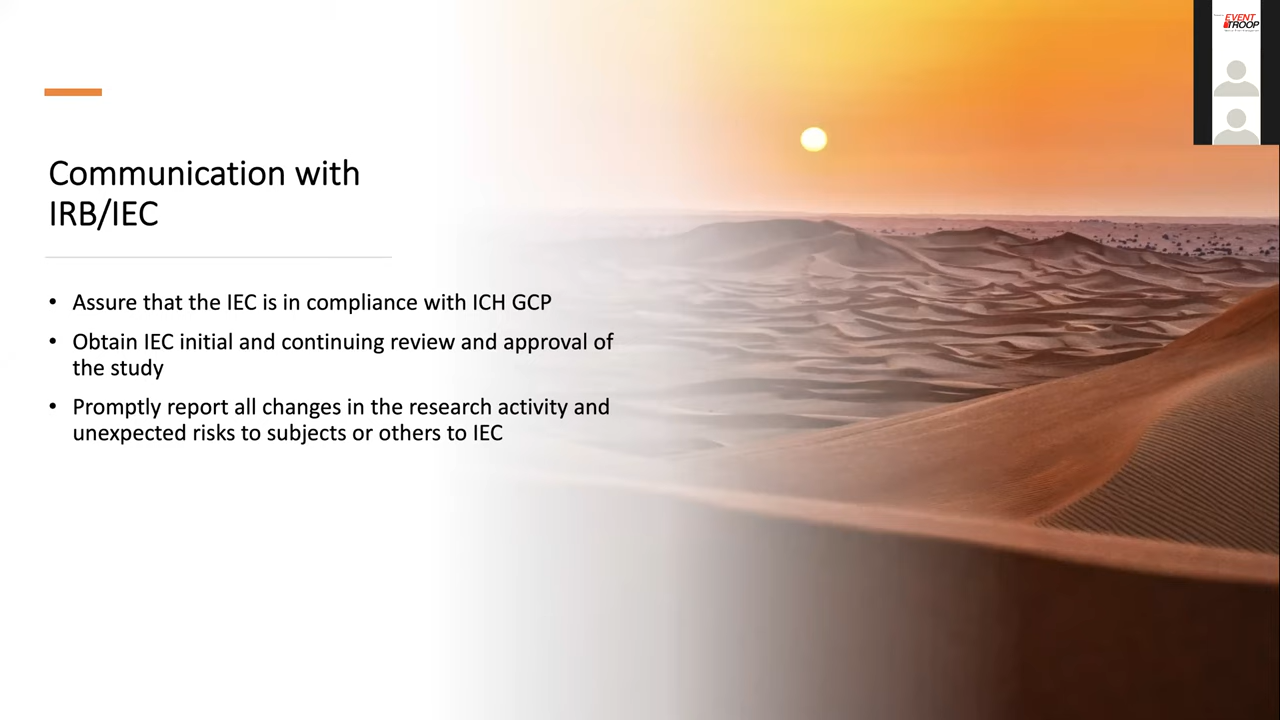 EVENT
TROOP
Communication with
IRB/IEC
• Assure that the IEC is in compliance with ICH GCP
• Obtain IEC initial and continuing review and approval of
the study
• Promptly report all changes in the research activity and
unexpected risks to subjects or others to IEC